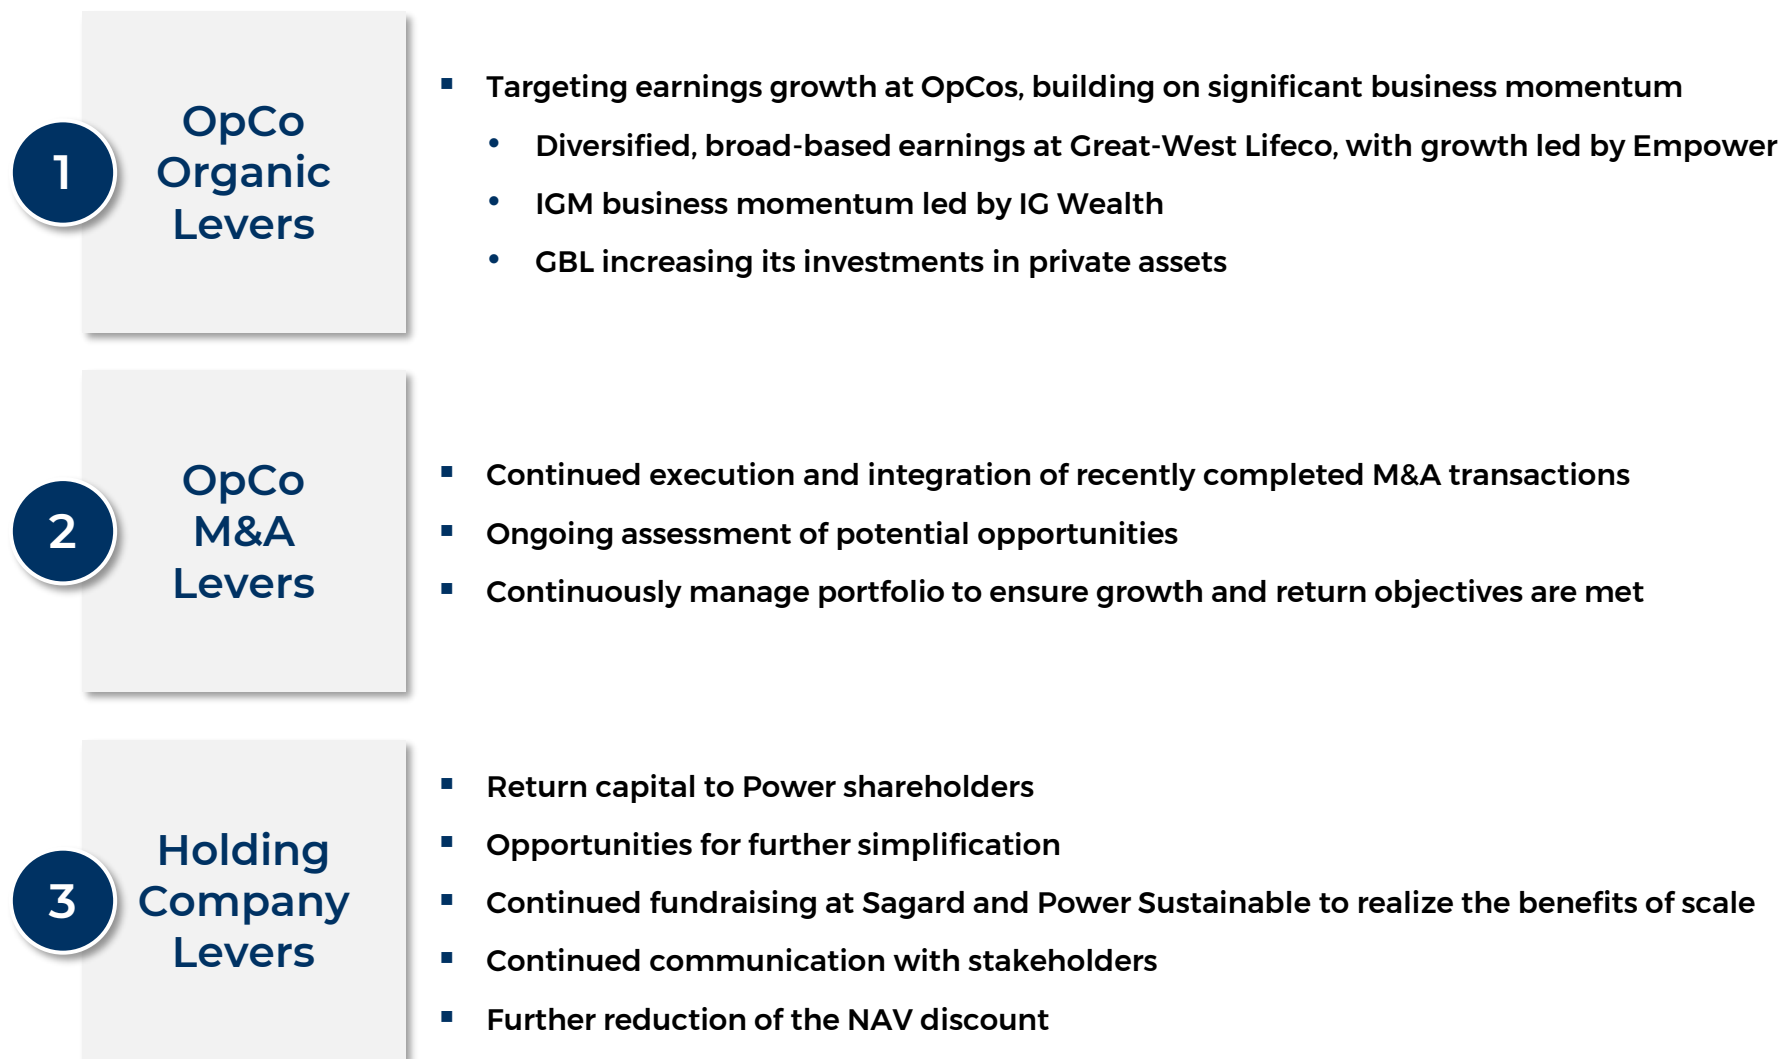 1
OpCo
Organic
Levers
Targeting earnings growth at OpCos, building on significant business momentum
Diversified, broad-based earnings at Great-West Lifeco, with growth led by Empower
IGM business momentum led by IG Wealth
GBL increasing its investments in private assets
2
OpCo
M&A
Levers
Continued execution and integration of recently completed M&A transactions
Ongoing assessment of potential opportunities
Continuously manage portfolio to ensure growth and return objectives are met
3
Holding
Company
Levers
Return capital to Power shareholders
Opportunities for further simplification
Continued fundraising at Sagard and Power Sustainable to realize the benefits of scale
Continued communication with stakeholders
Further reduction of the NAV discount